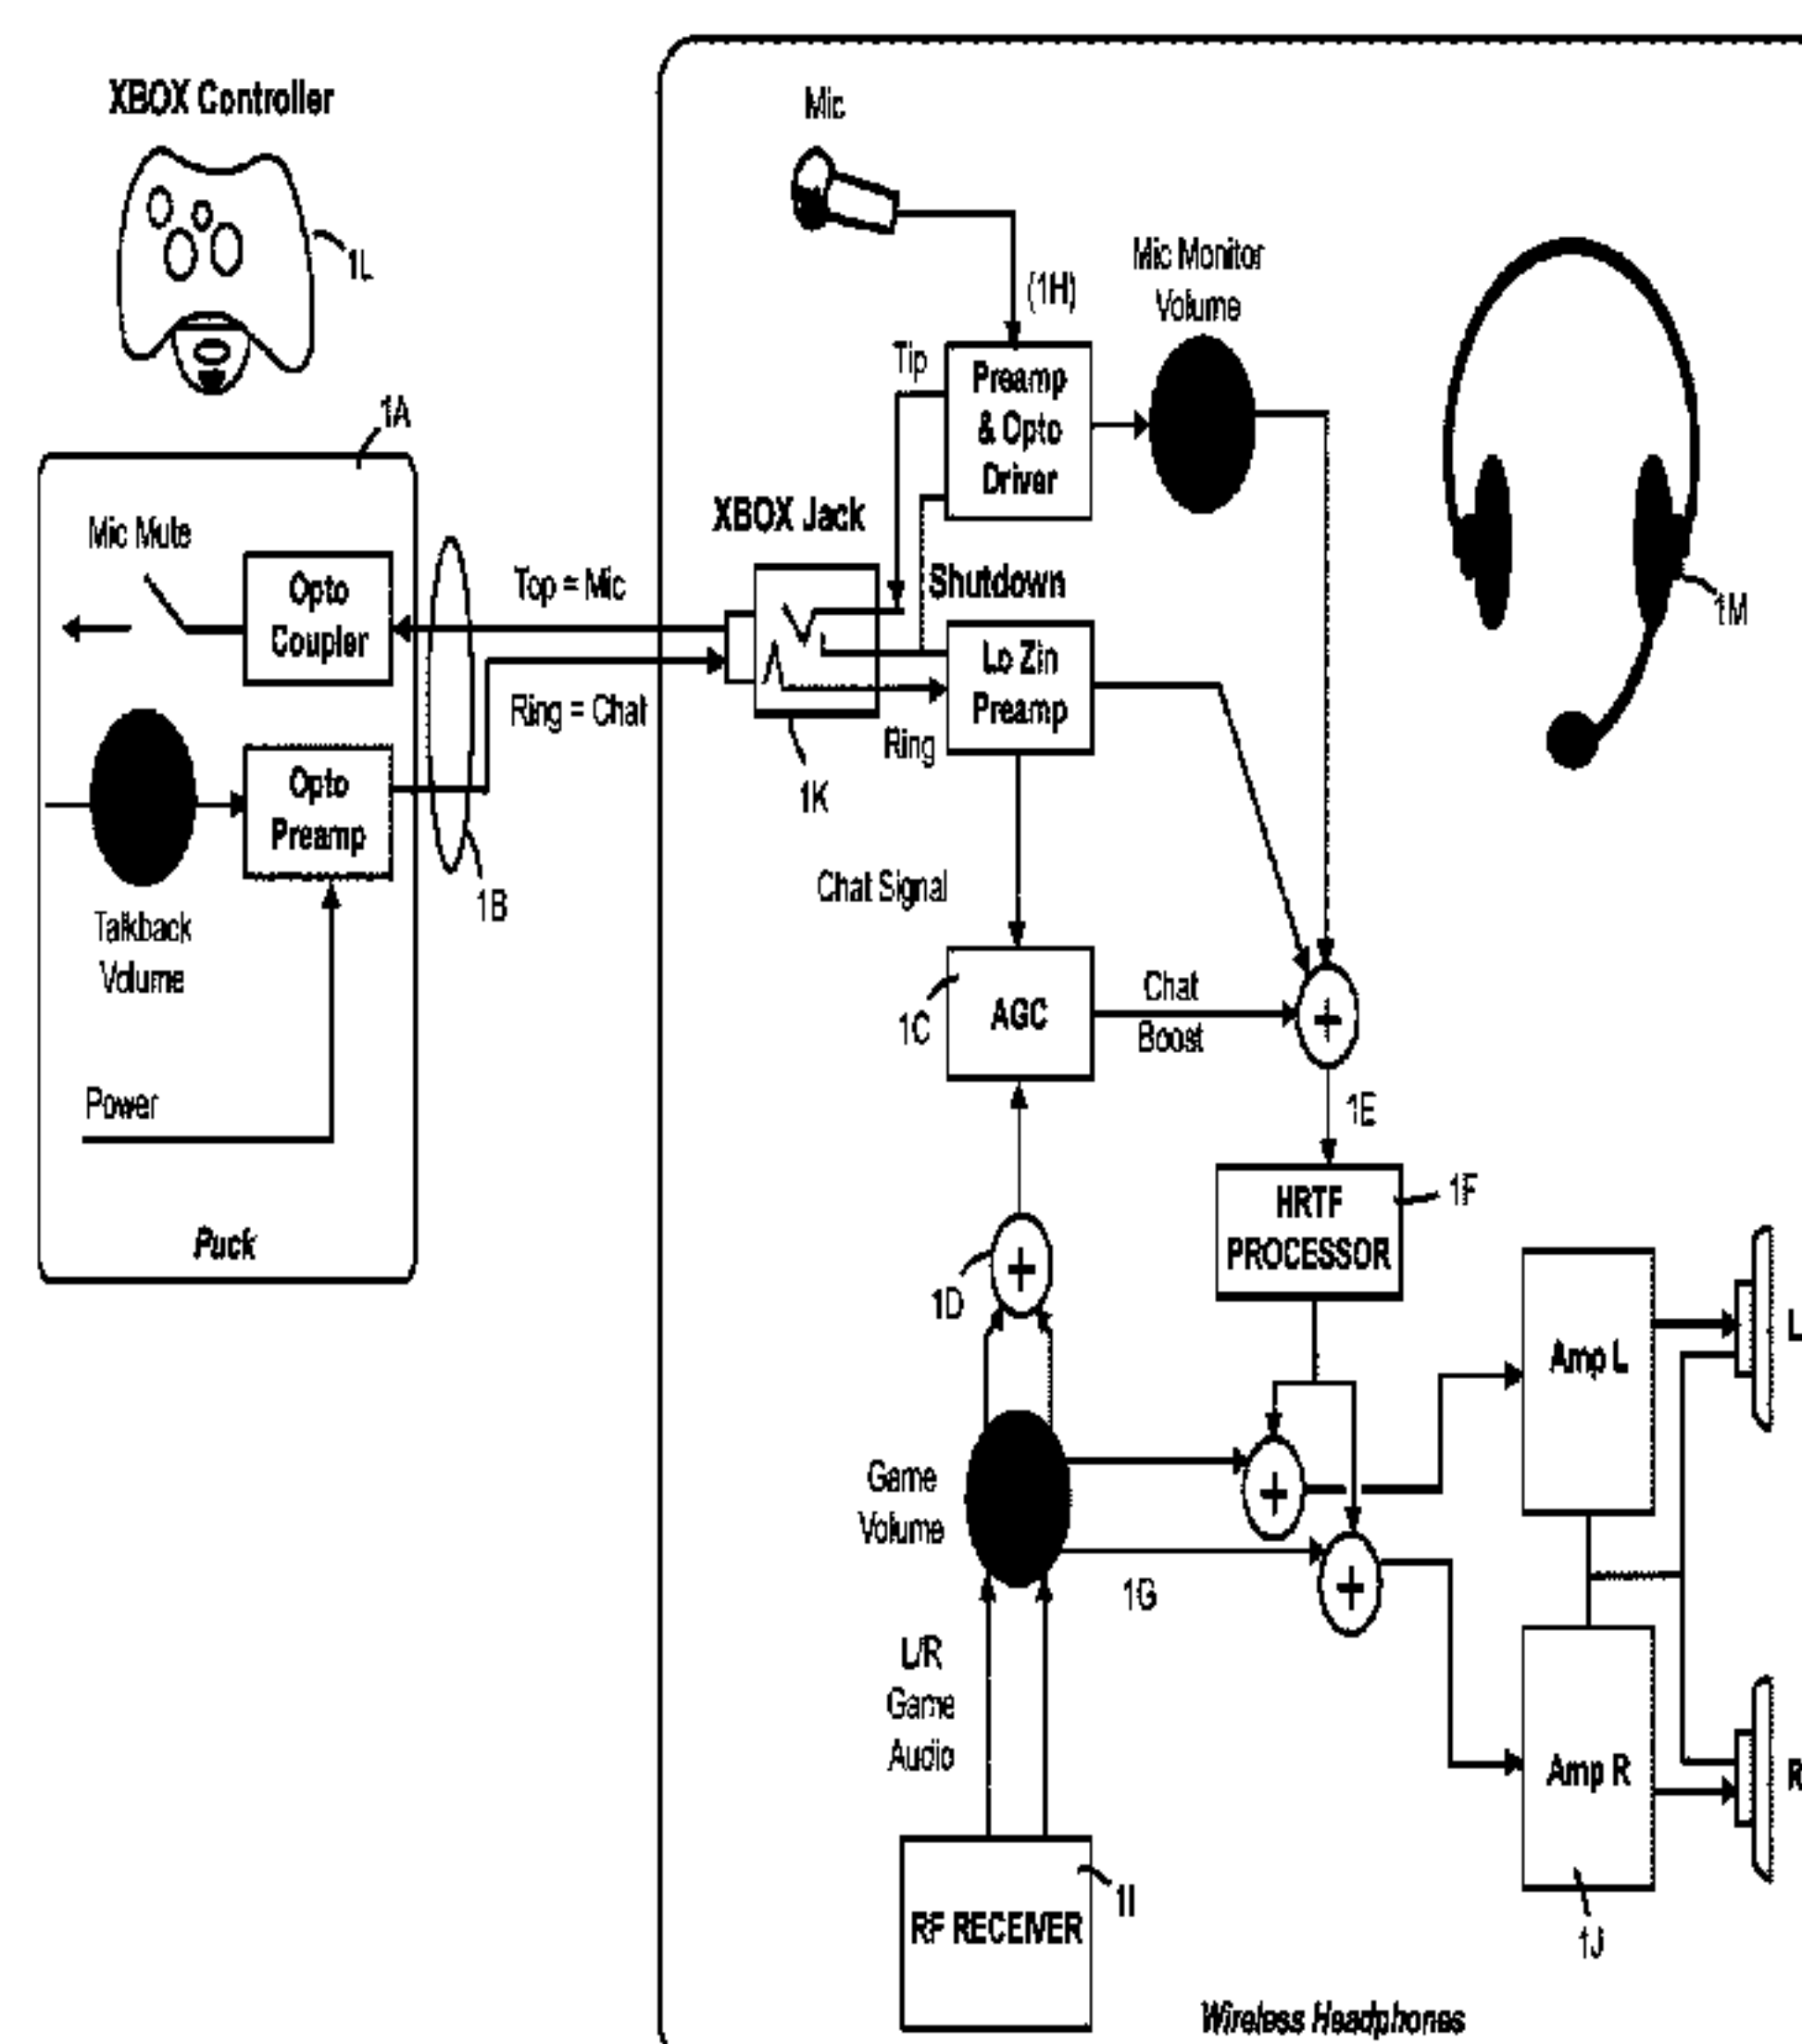 XBOX Controller
1L
Mic
(1H)
Mic Monitor
Volume
Tip
Preamp
& Opto
Driver
1M
1A
Mic Mute
Opto
Coupler
Top = Mic
XBOX Jack
Shutdown
Lo Zin
Preamp
Ring = Chat
Ring
1K
Opto
Preamp
1B
Talkback
Volume
Chat Signal
Power
Puck
1C
AGC
Chat
Boost
+
1E
HRTF
PROCESSOR
1F
1D
+
Amp L
L
Game
Volume
+
+
1G
L/R
Game
Audio
Amp R
R
1J
RF RECEIVER
1I
Wireless Headphones